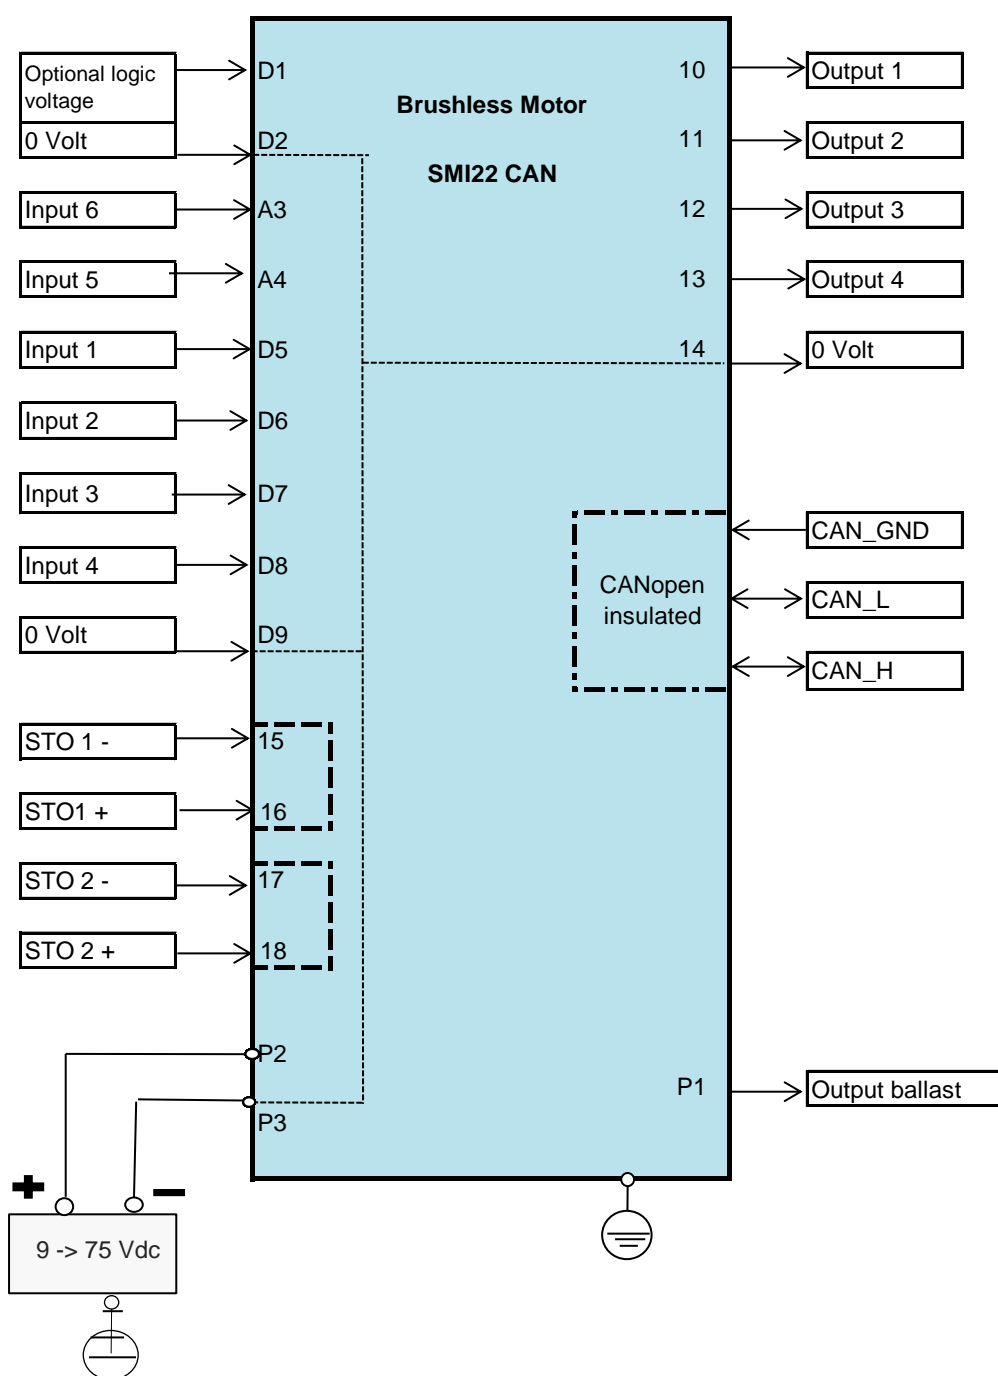 Optional logic
voltage
0 Volt
Input 6
Input 5
Input 1
Input 2
Input 3
Input 4
0 Volt
STO 1 -
STO1 +
STO 2 -
STO 2 +
D1
D2
A3
A4
D5
D6
D7
D8
D9
15
16
17
18
P2
P3
Brushless Motor
SMI22 CAN
CANopen
insulated
10
11
12
13
14
P1
Output 1
Output 2
Output 3
Output 4
0 Volt
CAN_GND
CAN_L
CAN_H
Output ballast
+
-
9 -> 75 Vdc